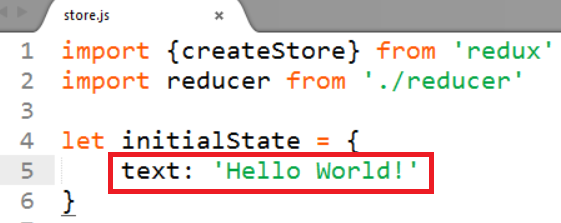 store.js ×
1 import {createStore} from 'redux'
2 import reducer from './reducer'
3
4 let initialState = {
5 text: 'Hello World!'
6 }